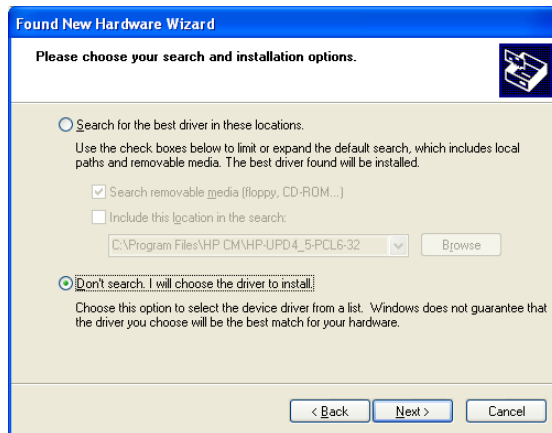 Found New Hardware Wizard
Please choose your search and installation options.
Search for the best driver in these locations.
Use the check boxes below to limit or expand the default search, which includes local
paths and removable media. The best driver found will be installed.
Search removable media (floppy, CD-ROM...)
Include this location in the search:
C:\Program Files\HP CM\HP-UPD4_5-PCL6-32
Browse
Don't search. I will choose the driver to install.
Choose this option to select the device driver from a list. Windows does not guarantee that
the driver you choose will be the best match for your hardware.
< Back Next > Cancel